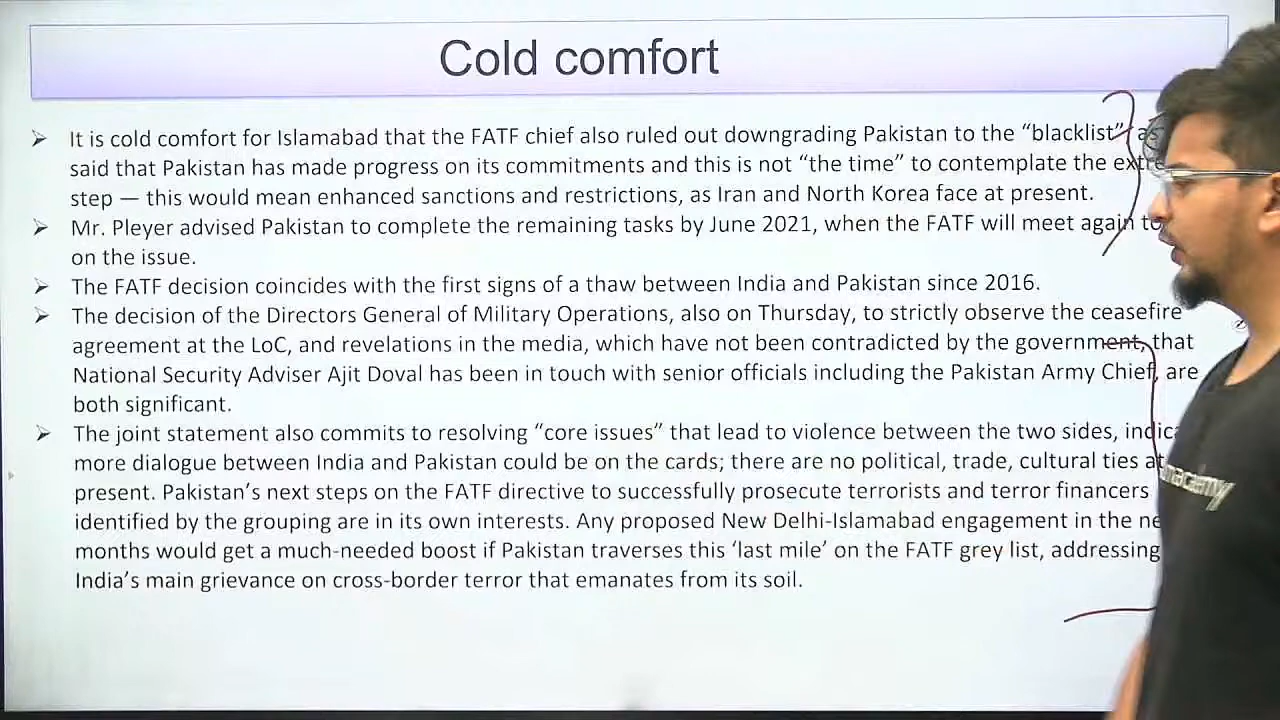 Cold comfort
➢ It is cold comfort for Islamabad that the FATF chief also ruled out downgrading Pakistan to the “blacklist”, as
said that Pakistan has made progress on its commitments and this is not “the time” to contemplate the
step — this would mean enhanced sanctions and restrictions, as Iran and North Korea face at present.
➢ Mr. Pleyer advised Pakistan to complete the remaining tasks by June 2021, when the FATF will meet again to
on the issue.
➢ The FATF decision coincides with the first signs of a thaw between India and Pakistan since 2016.
➢ The decision of the Directors General of Military Operations, also on Thursday, to strictly observe the ceasefire
agreement at the LoC, and revelations in the media, which have not been contradicted by the government, that
National Security Adviser Ajit Doval has been in touch with senior officials including the Pakistan Army Chief, are
both significant.
➢ The joint statement also commits to resolving “core issues” that lead to violence between the two sides,
more dialogue between India and Pakistan could be on the cards; there are no political, trade, cultural ties at
present. Pakistan’s next steps on the FATF directive to successfully prosecute terrorists and terror financers
identified by the grouping are in its own interests. Any proposed New Delhi-Islamabad engagement in the
months would get a much-needed boost if Pakistan traverses this ‘last mile’ on the FATF grey list, addressing
India’s main grievance on cross-border terror that emanates from its soil.